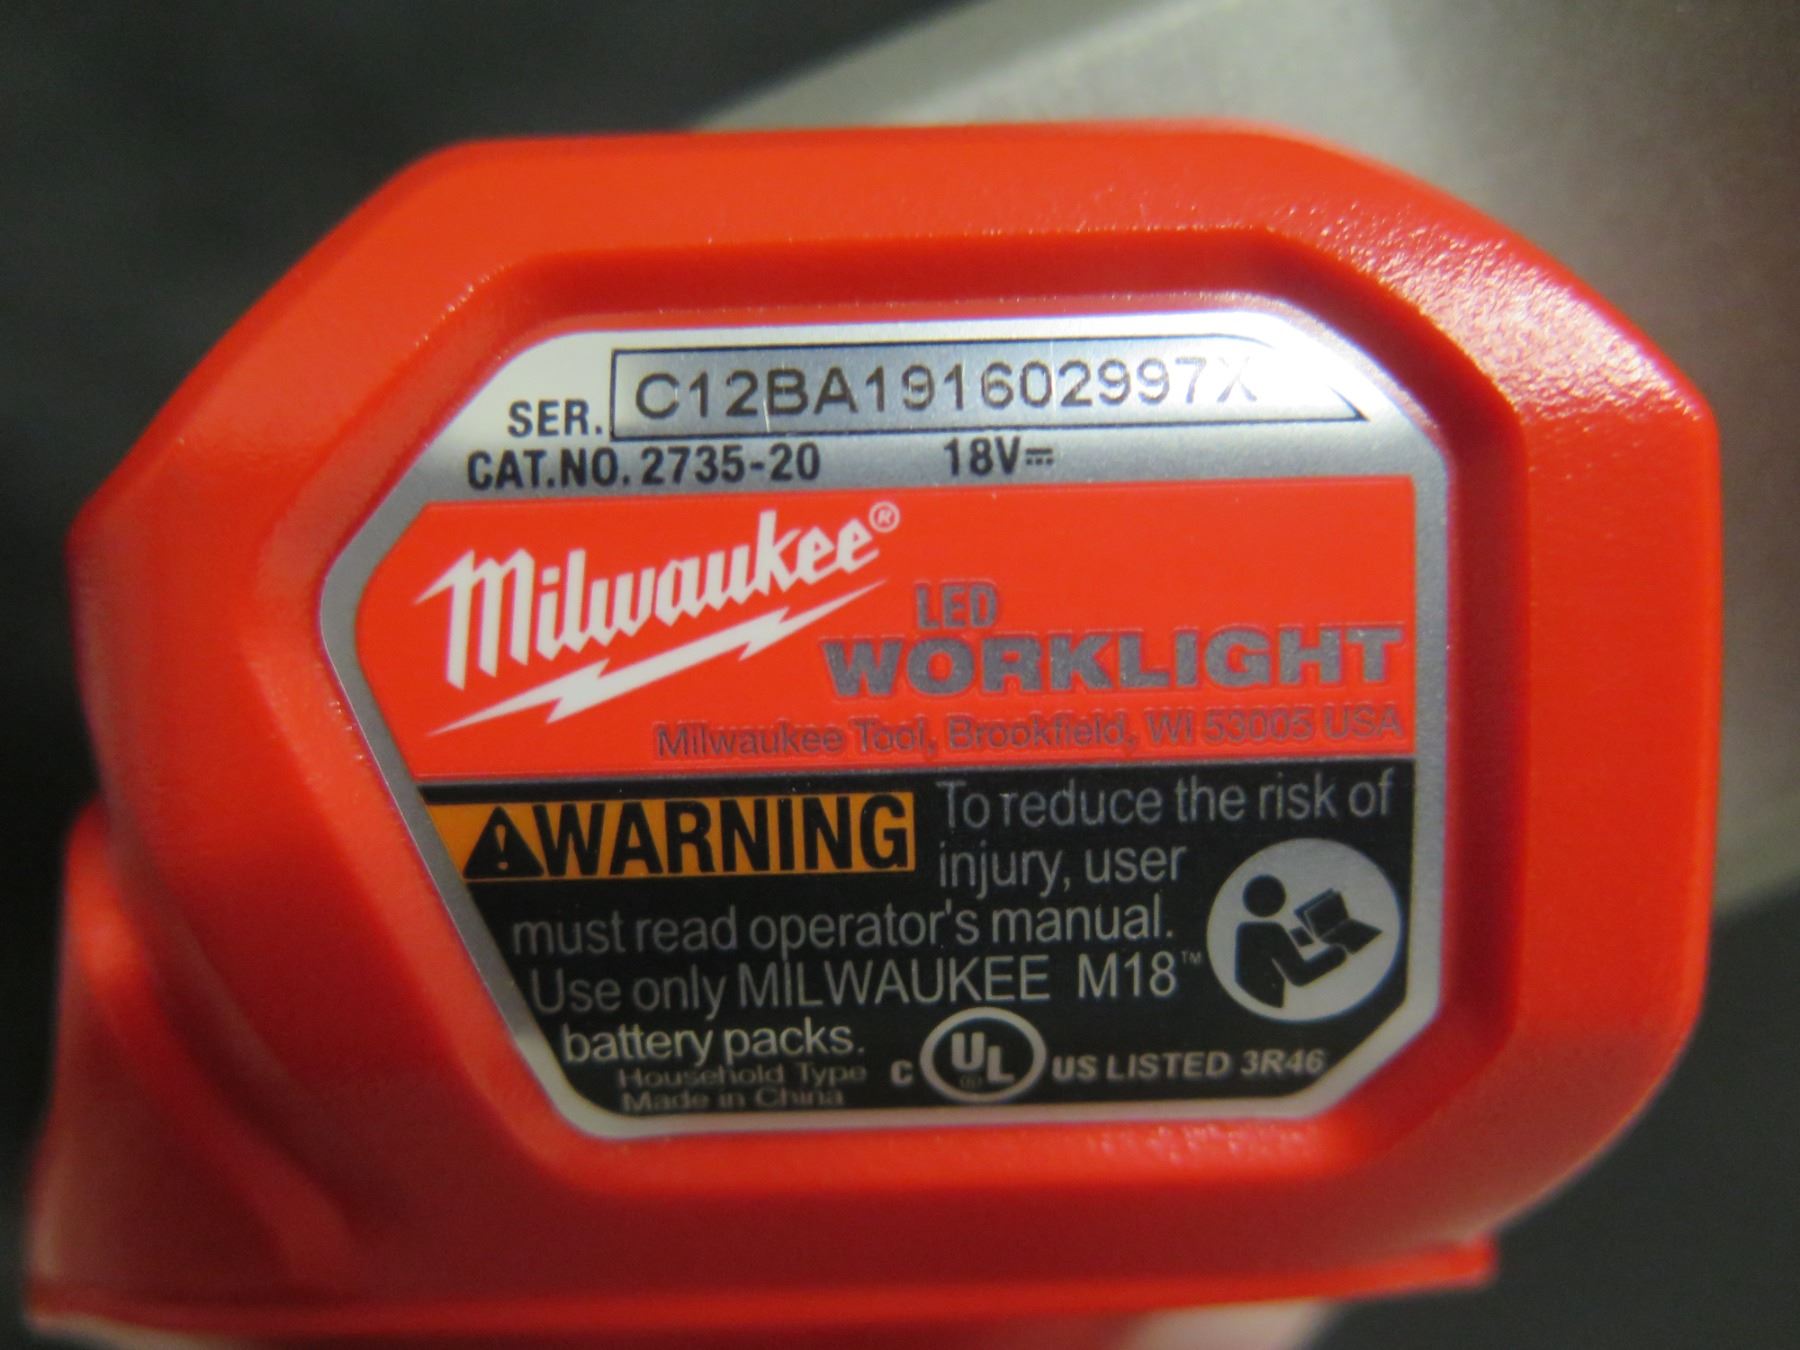 SER. C12BA191602997X
CAT.NO. 2735-20 18V⎓
Milwaukee®
LED
WORKLIGHT
Milwaukee Tool, Brookfield, WI 53005 USA
⚠WARNING To reduce the risk of
injury, user
must read operator's manual.
Use only MILWAUKEE M18™
battery packs.
Household Type
Made in China
C UL® US LISTED 3R46